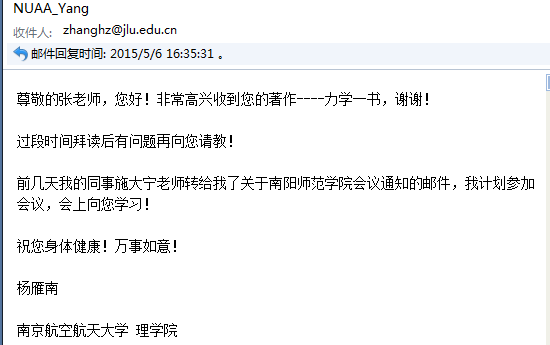 NUAA_Yang
收件人: zhanghz@jlu.edu.cn
邮件回复时间: 2015/5/6 16:35:31 。
尊敬的张老师，您好！非常高兴收到您的著作----力学一书，谢谢！
过段时间拜读后有问题再向您请教！
前几天我的同事施大宁老师转给我了关于南阳师范学院会议通知的邮件，我计划参加
会议，会上向您学习！
祝您身体健康！万事如意！
杨雁南
南京航空航天大学 理学院